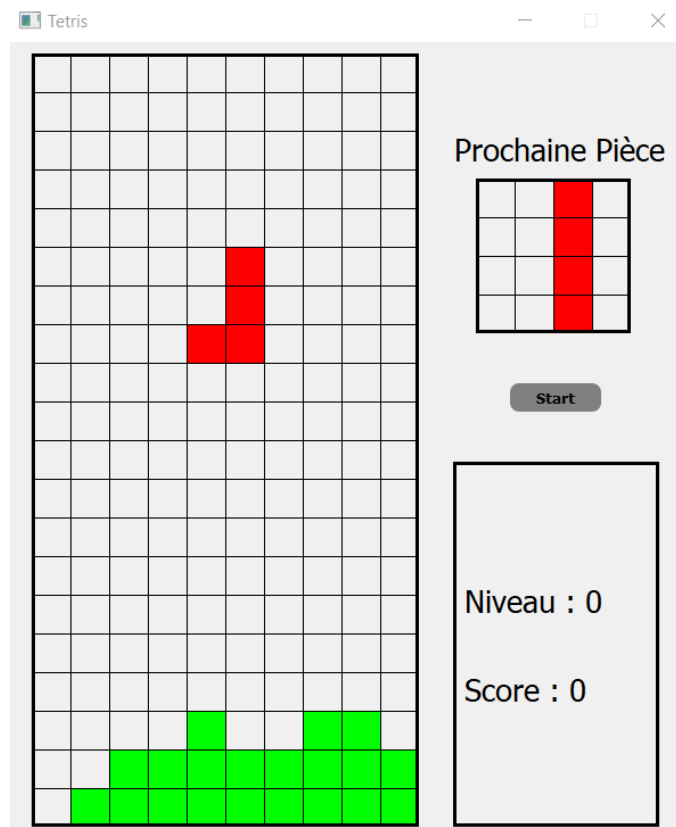 Tetris
Prochaine Pièce
Start
Niveau : 0
Score : 0